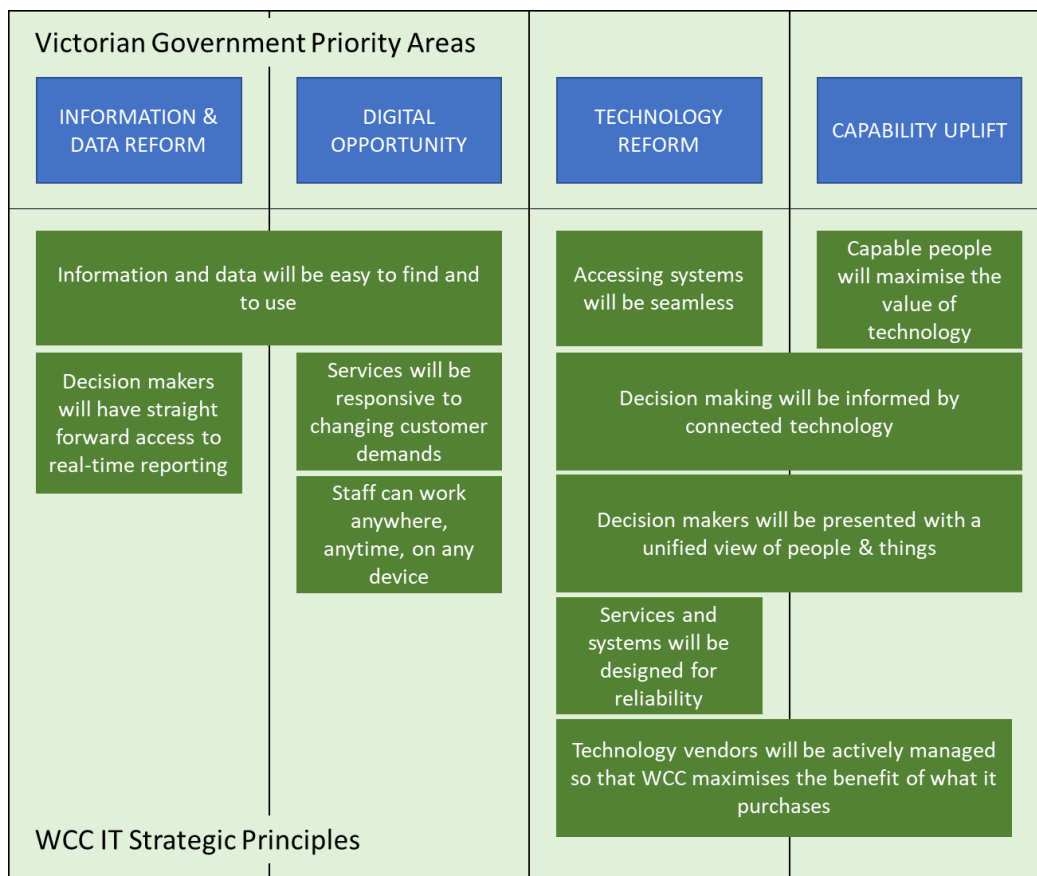 Victorian Government Priority Areas
INFORMATION &
DATA REFORM
DIGITAL
OPPORTUNITY
TECHNOLOGY
REFORM
CAPABILITY UPLIFT
Information and data will be easy to find and
to use
Accessing systems
will be seamless
Capable people
will maximise the
value of
technology
Decision makers
will have straight
forward access to
real-time reporting
Services will be
responsive to
changing customer
demands
Decision making will be informed by
connected technology
Staff can work
anywhere,
anytime, on any
device
Decision makers will be presented with a
unified view of people & things
Services and
systems will be
designed for
reliability
Technology vendors will be actively managed
so that WCC maximises the benefit of what it
purchases
WCC IT Strategic Principles